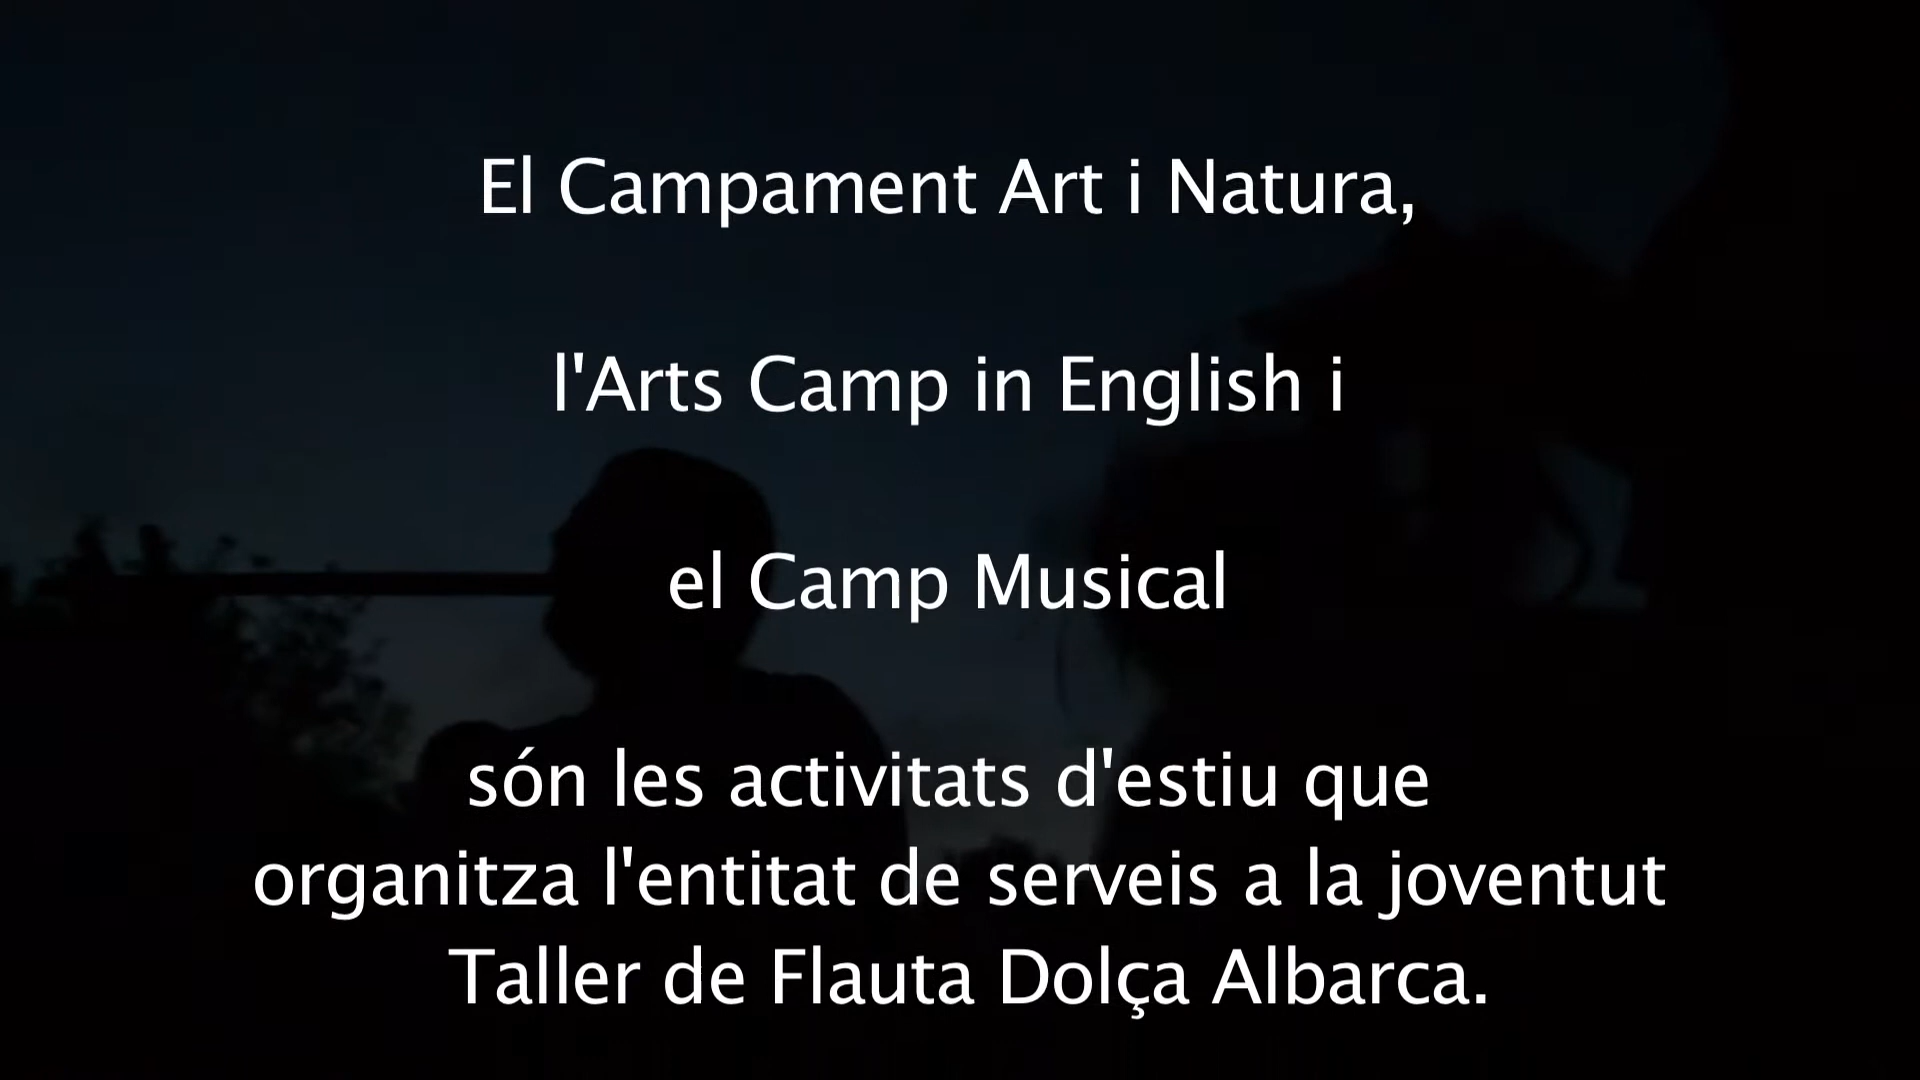 El Campament Art i Natura,
l'Arts Camp in English i
el Camp Musical
són les activitats d'estiu que
organitza l'entitat de serveis a la joventut
Taller de Flauta Dolça Albarca.